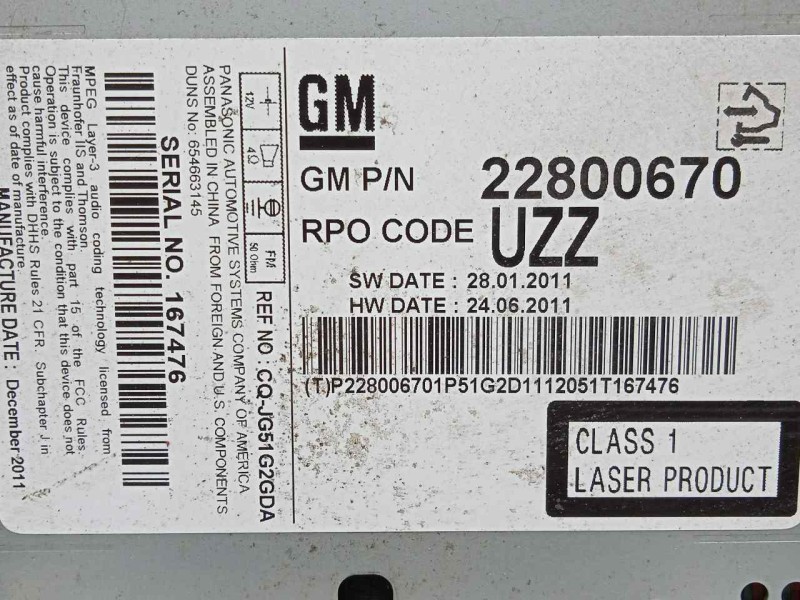 GM
GM P/N 22800670
RPO CODE UZZ
SW DATE : 28.01.2011
HW DATE : 24.06.2011
(T)P228006701P51G2D1112051T167476
CLASS 1
LASER PRODUCT
12V
4Ω
FM
50 Ohm
REF NO : CQ-JG51G2GDA
PANASONIC AUTOMOTIVE SYSTEMS COMPANY OF AMERICA
ASSEMBLED IN CHINA FROM FOREIGN AND U.S. COMPONENTS
DUNS No: 654663145
SERIAL NO. 167476
MPEG Layer-3 audio coding technology licensed from
Fraunhofer IIS and Thomson.
This device complies with part 15 of the FCC Rules.
Operation is subject to the condition that this device does not
cause harmful interference.
Product complies with DHHS Rules 21 CFR. Subchapter J in
effect as of date of manufacture.
MANUFACTURE DATE : December 2011